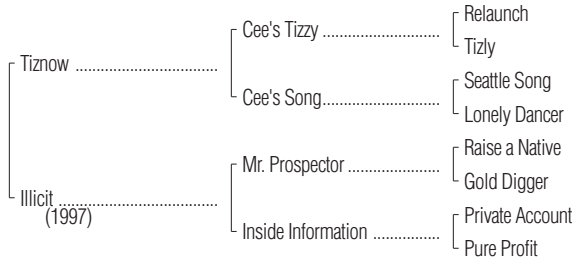 Relaunch
Cee's Tizzy ........................
Tizly
Tiznow .............................
Seattle Song
Cee's Song........................
Lonely Dancer
Raise a Native
Mr. Prospector ..................
Gold Digger
Illicit ................................
(1997)
Private Account
Inside Information .............
Pure Profit